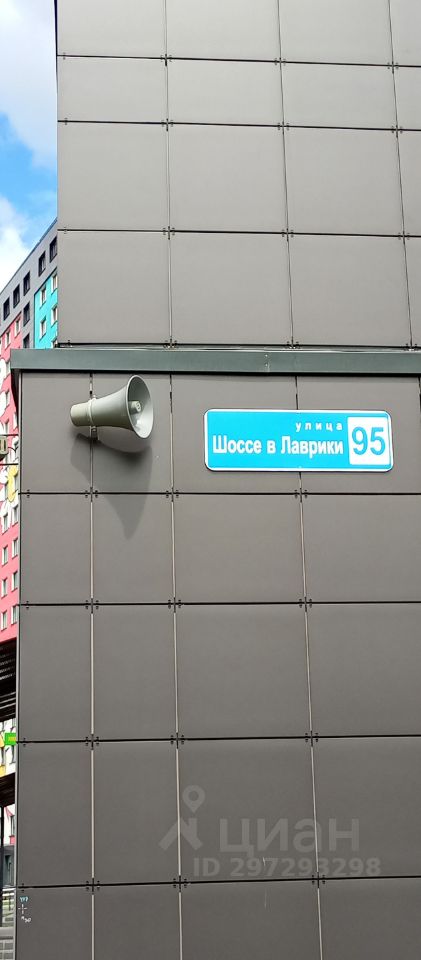 улица
Шоссе в Лаврики 95
циан
ID 297293298